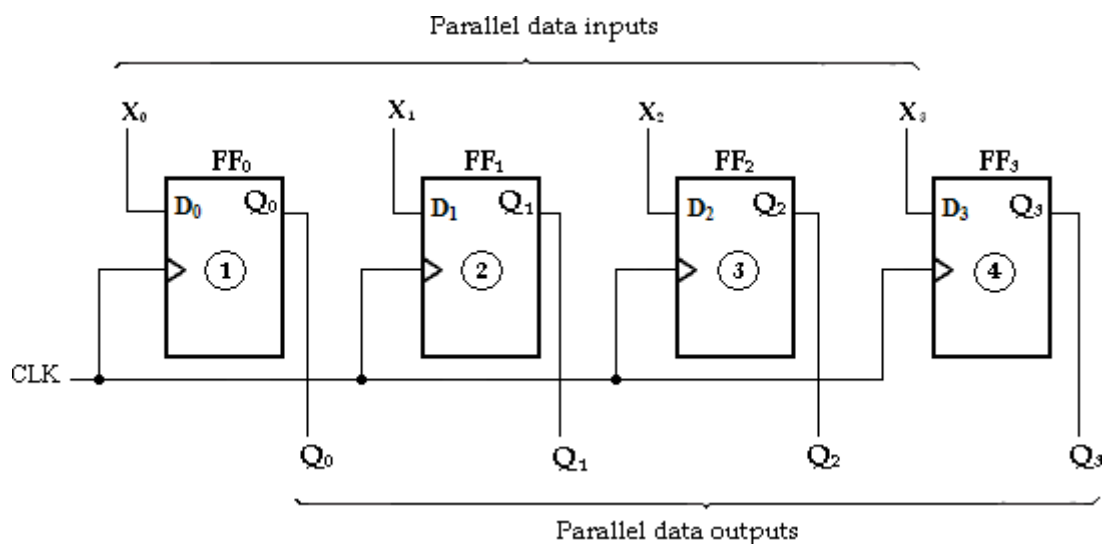 Parallel data inputs
X₀ X₁ X₂ X₃
FF₀ FF₁ FF₂ FF₃
D₀ Q₀ D₁ Q₁ D₂ Q₂ D₃ Q₃
1 2 3 4
CLK
Q₀ Q₁ Q₂ Q₃
Parallel data outputs